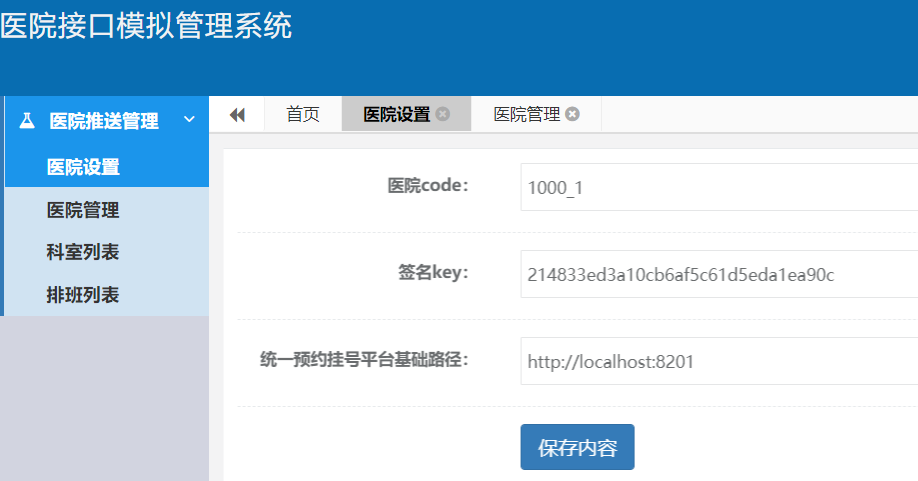 医院接口模拟管理系统
医院推送管理
医院设置
医院管理
科室列表
排班列表
首页 医院设置 医院管理
医院code： 1000_1
签名key： 214833ed3a10cb6af5c61d5eda1ea90c
统一预约挂号平台基础路径： http://localhost:8201
保存内容